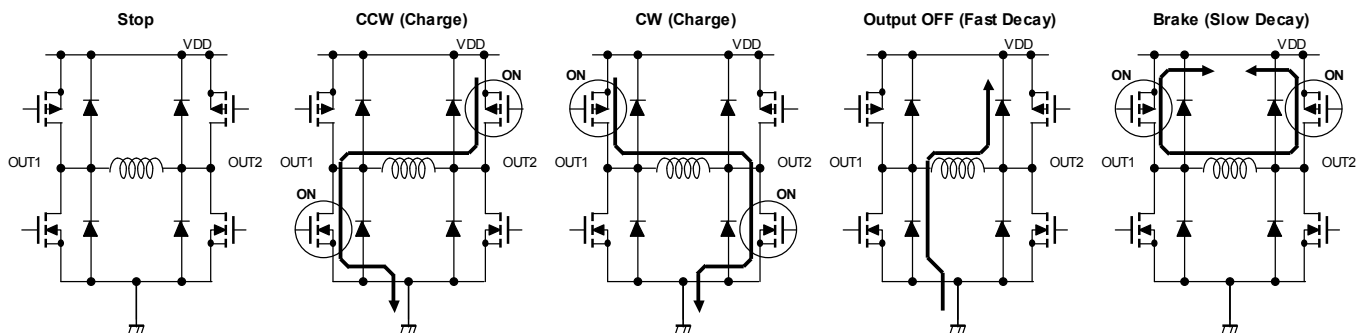 Stop
CCW (Charge)
CW (Charge)
Output OFF (Fast Decay)
Brake (Slow Decay)
VDD
VDD
VDD
VDD
VDD
ON
ON
ON
ON
OUT1
OUT2
OUT1
OUT2
OUT1
OUT2
OUT1
OUT2
OUT1
OUT2
ON
ON